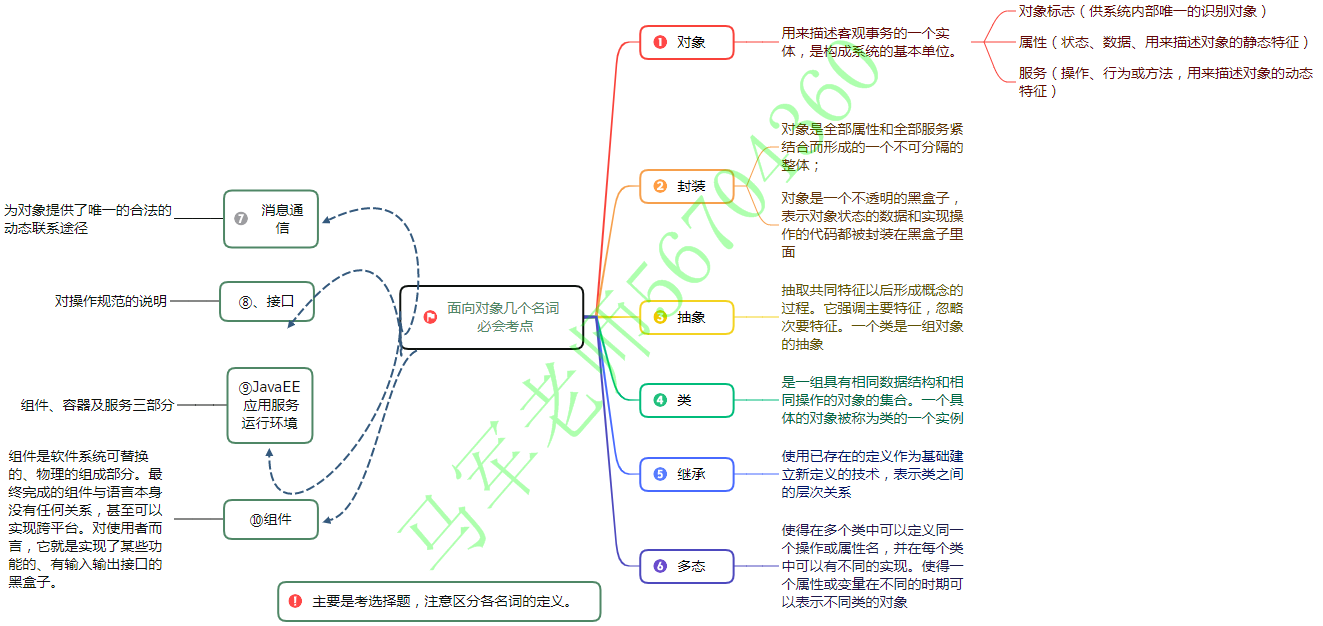 面向对象几个名词
必会考点
❶ 对象
用来描述客观事务的一个实
体，是构成系统的基本单位。
对象标志（供系统内部唯一的识别对象）
属性（状态、数据、用来描述对象的静态特征）
服务（操作、行为或方法，用来描述对象的动态
特征）
❷ 封装
对象是全部属性和全部服务紧
结合而形成的一个不可分隔的
整体；
对象是一个不透明的黑盒子，
表示对象状态的数据和实现操
作的代码都被封装在黑盒子里
面
❸ 抽象
抽取共同特征以后形成概念的
过程。它强调主要特征，忽略
次要特征。一个类是一组对象
的抽象
❹ 类
是一组具有相同数据结构和相
同操作的对象的集合。一个具
体的对象被称为类的一个实例
❺ 继承
使用已存在的定义作为基础建
立新定义的技术，表示类之间
的层次关系
❻ 多态
使得在多个类中可以定义同一
个操作或属性名，并在每个类
中可以有不同的实现。使得一
个属性或变量在不同的时期可
以表示不同类的对象
❼ 消息通
信
为对象提供了唯一的合法的
动态联系途径
⑧、接口
对操作规范的说明
⑨JavaEE
应用服务
运行环境
组件、容器及服务三部分
⑩组件
组件是软件系统可替换
的、物理的组成部分。最
终完成的组件与语言本身
没有任何关系，甚至可以
实现跨平台。对使用者而
言，它就是实现了某些功
能的、有输入输出接口的
黑盒子。
! 主要是考选择题，注意区分各名词的定义。
马军老师56704360